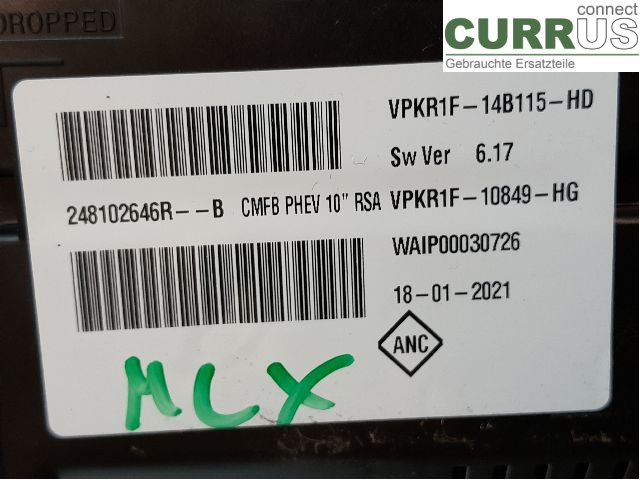 DROPPED
connect
CURRUS
Gebrauchte Ersatzteile
VPKR1F-14B115-HD
Sw Ver 6.17
248102646R--B CMFB PHEV 10" RSA VPKR1F-10849-HG
WAIP00030726
18-01-2021
ANC
MCX